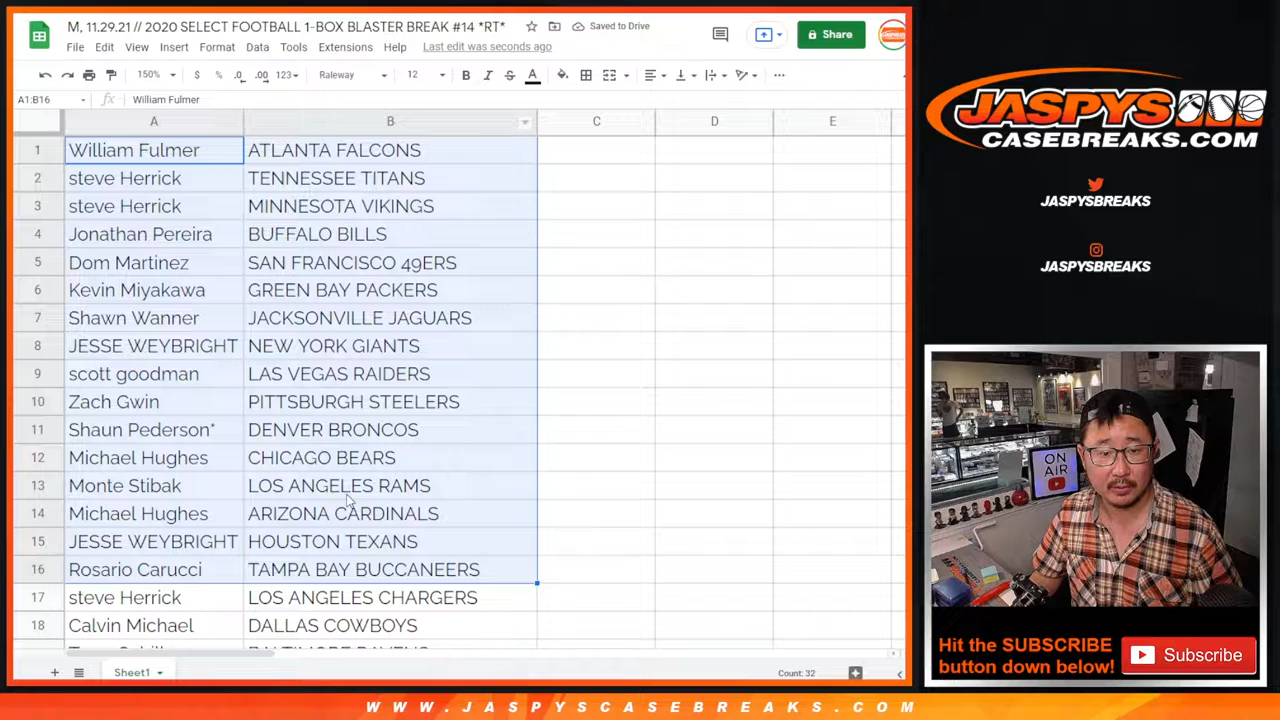 M, 11.29.21 // 2020 SELECT FOOTBALL 1-BOX BLASTER BREAK #14 *RT*
Saved to Drive
File Edit View Insert Format Data Tools Extensions Help Last edit was seconds ago
Share
150% $ % .0 .00 123 Raleway 12 B I S A
A1:B16 fx William Fulmer
A B C D E
1 William Fulmer ATLANTA FALCONS
2 steve Herrick TENNESSEE TITANS
3 steve Herrick MINNESOTA VIKINGS
4 Jonathan Pereira BUFFALO BILLS
5 Dom Martinez SAN FRANCISCO 49ERS
6 Kevin Miyakawa GREEN BAY PACKERS
7 Shawn Wanner JACKSONVILLE JAGUARS
8 JESSE WEYBRIGHT NEW YORK GIANTS
9 scott goodman LAS VEGAS RAIDERS
10 Zach Gwin PITTSBURGH STEELERS
11 Shaun Pederson* DENVER BRONCOS
12 Michael Hughes CHICAGO BEARS
13 Monte Stibak LOS ANGELES RAMS
14 Michael Hughes ARIZONA CARDINALS
15 JESSE WEYBRIGHT HOUSTON TEXANS
16 Rosario Carucci TAMPA BAY BUCCANEERS
17 steve Herrick LOS ANGELES CHARGERS
18 Calvin Michael DALLAS COWBOYS
Sheet1
Count: 32
JASPYS
CASEBREAKS.COM
JASPYSBREAKS
JASPYSBREAKS
ON
AIR
Hit the SUBSCRIBE
button down below!
Subscribe
WWW.JASPYSCASEBREAKS.COM